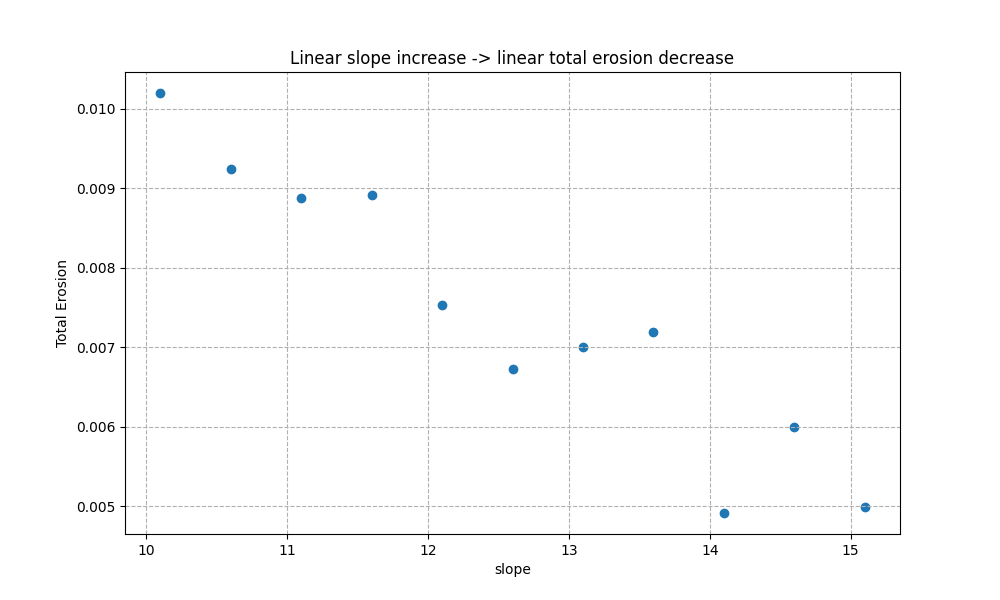 Linear slope increase -> linear total erosion decrease
0.010
0.009
0.008
0.007
0.006
0.005
Total Erosion
10 11 12 13 14 15
slope